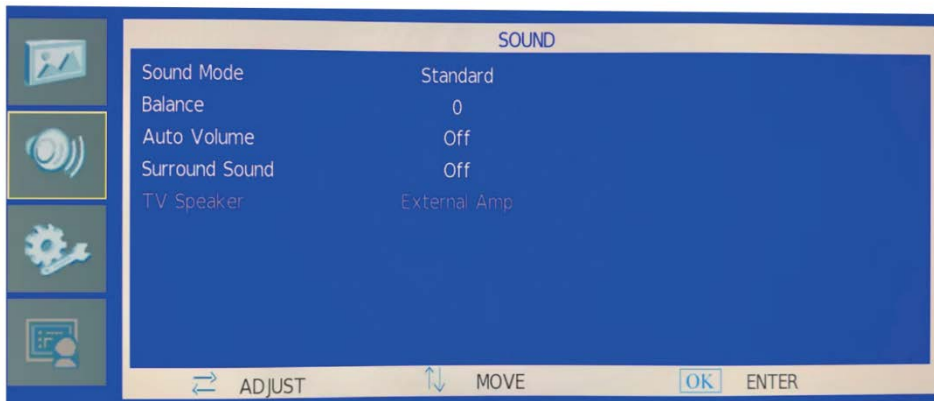 SOUND
Sound Mode Standard
Balance 0
Auto Volume Off
Surround Sound Off
TV Speaker External Amp
ADJUST MOVE OK ENTER